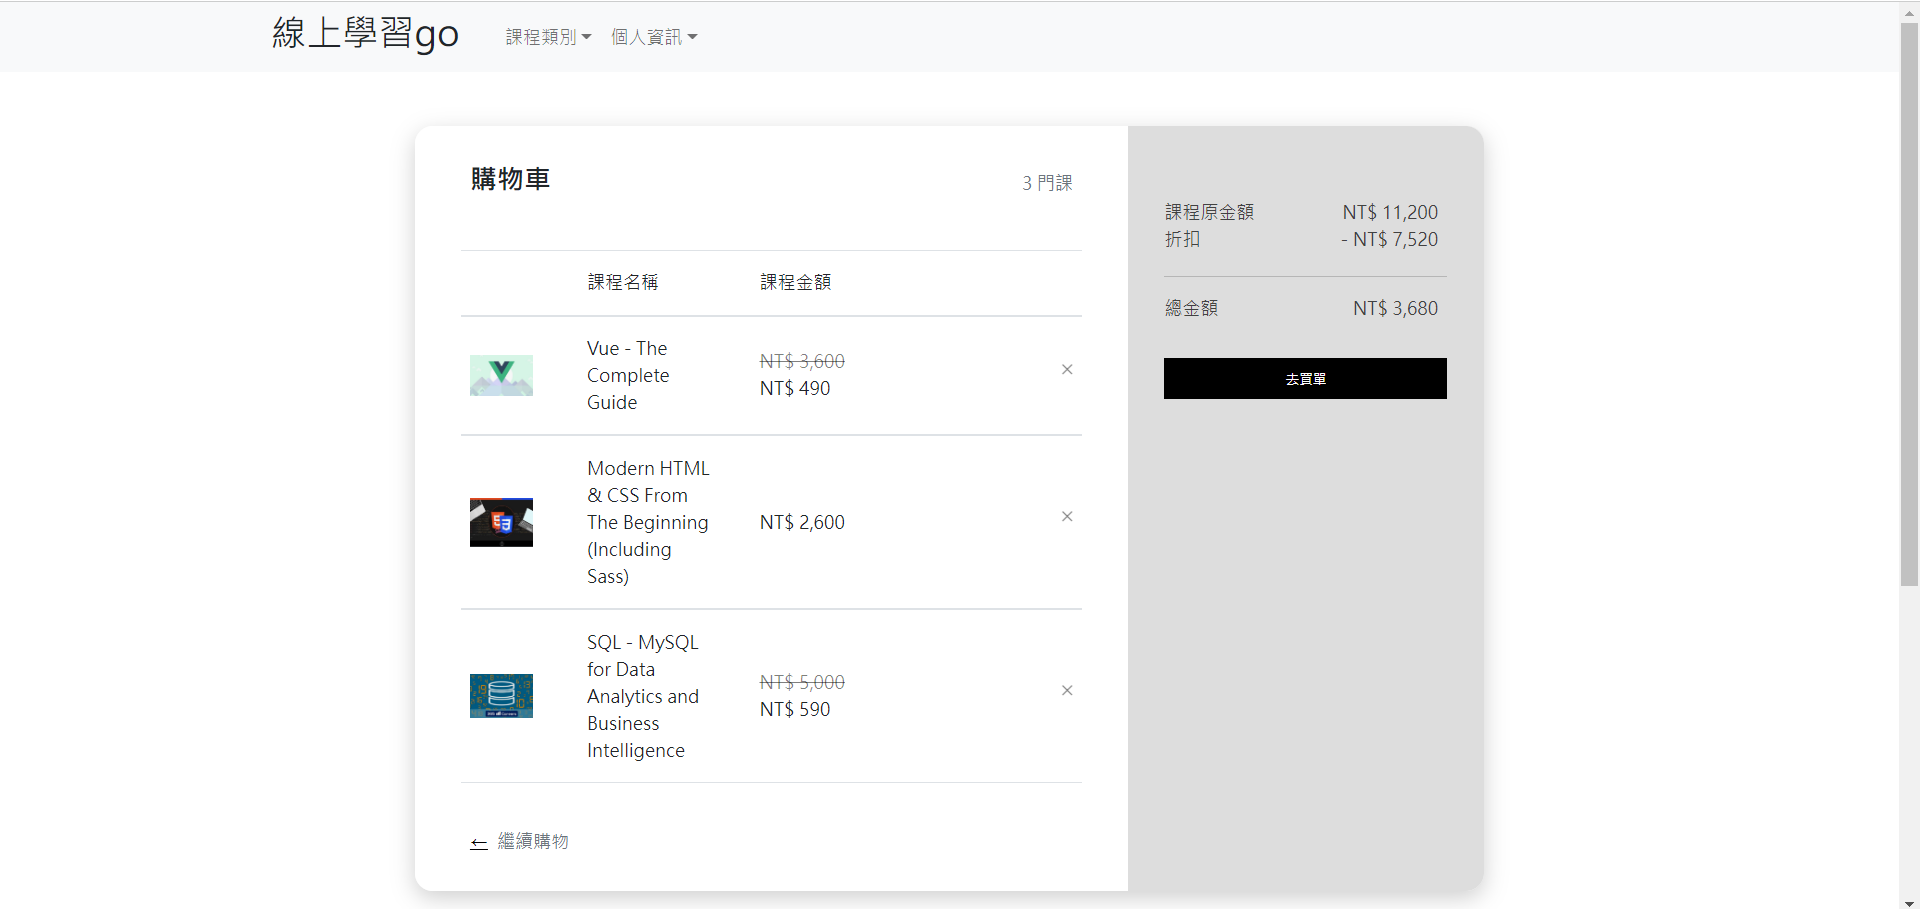 線上學習go
課程類別 個人資訊
購物車
3 門課
課程名稱 課程金額
Vue - The
Complete
Guide
NT$ 3,600
NT$ 490
×
Modern HTML
& CSS From
The Beginning
(Including
Sass)
NT$ 2,600
×
SQL - MySQL
for Data
Analytics and
Business
Intelligence
NT$ 5,000
NT$ 590
×
← 繼續購物
課程原金額 NT$ 11,200
折扣 - NT$ 7,520
總金額 NT$ 3,680
去買單